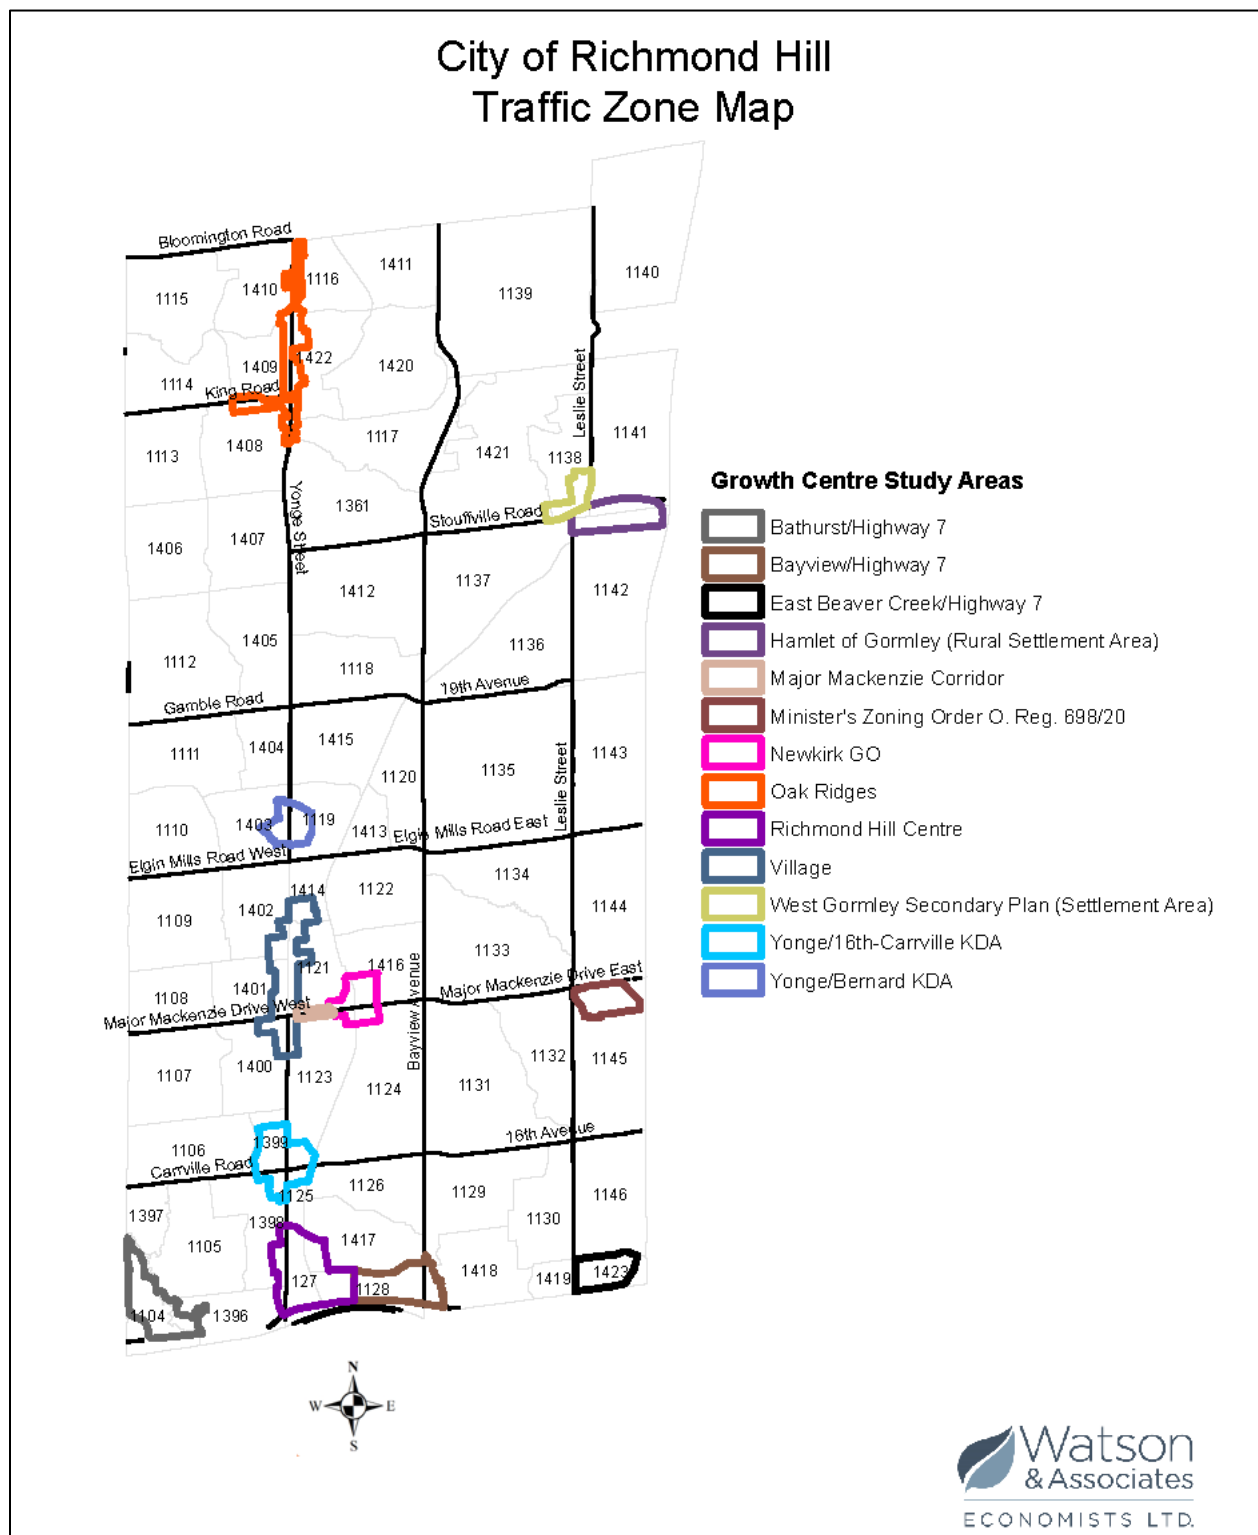 City of Richmond Hill
Traffic Zone Map
Bloomington Road
1411
1116
1140
1410
1139
1115
1422
1409
1420
Leslie Street
1114
King Road
1141
1117
1408
1421
1113
1138
Yonge Street
1361
Stouffville Road
1407
1406
1137
1142
1412
1405
1136
1112
1118
19th Avenue
Gamble Road
1415
1404
1111
1143
1135
1120
Leslie Street
1119
1403
1110
1413
Elgin Mills Road East
Elgin Mills Road West
1134
1414
1122
1402
1144
1109
1133
1416
1121
Major Mackenzie Drive East
1401
1108
Major Mackenzie Drive West
Bayview Avenue
1132
1145
1400
1107
1123
1131
1124
16th Avenue
1399
1106
Carrville Road
1126
1129
1125
1146
1397
1398
1130
1417
1105
1418
1423
1419
127
1128
1104
1396
Growth Centre Study Areas
Bathurst/Highway 7
Bayview/Highway 7
East Beaver Creek/Highway 7
Hamlet of Gormley (Rural Settlement Area)
Major Mackenzie Corridor
Minister's Zoning Order O. Reg. 698/20
Newkirk GO
Oak Ridges
Richmond Hill Centre
Village
West Gormley Secondary Plan (Settlement Area)
Yonge/16th-Carrville KDA
Yonge/Bernard KDA
N
W E
S
Watson
& Associates
ECONOMISTS LTD.